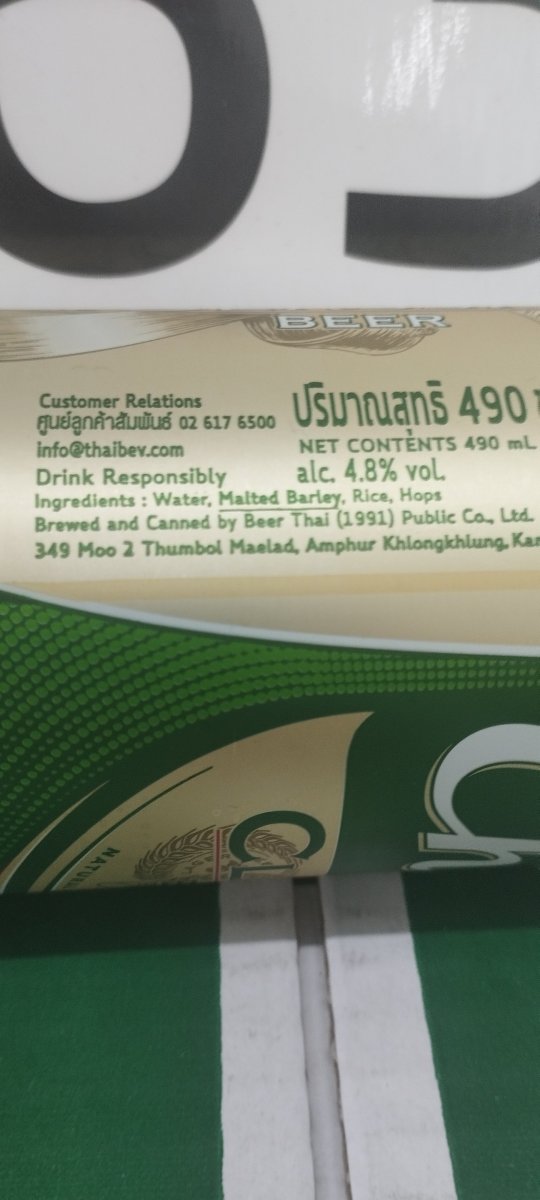 BEER
Customer Relations
ศูนย์ลูกค้าสัมพันธ์ 02 617 6500
info@thaibev.com
Drink Responsibly
ปริมาณสุทธิ 490
NET CONTENTS 490 mL
alc. 4.8% vol.
Ingredients : Water, Malted Barley, Rice, Hops
Brewed and Canned by Beer Thai (1991) Public Co., Ltd.
349 Moo 2 Thumbol Maelad, Amphur Khlongkhlung, Kam
Ch